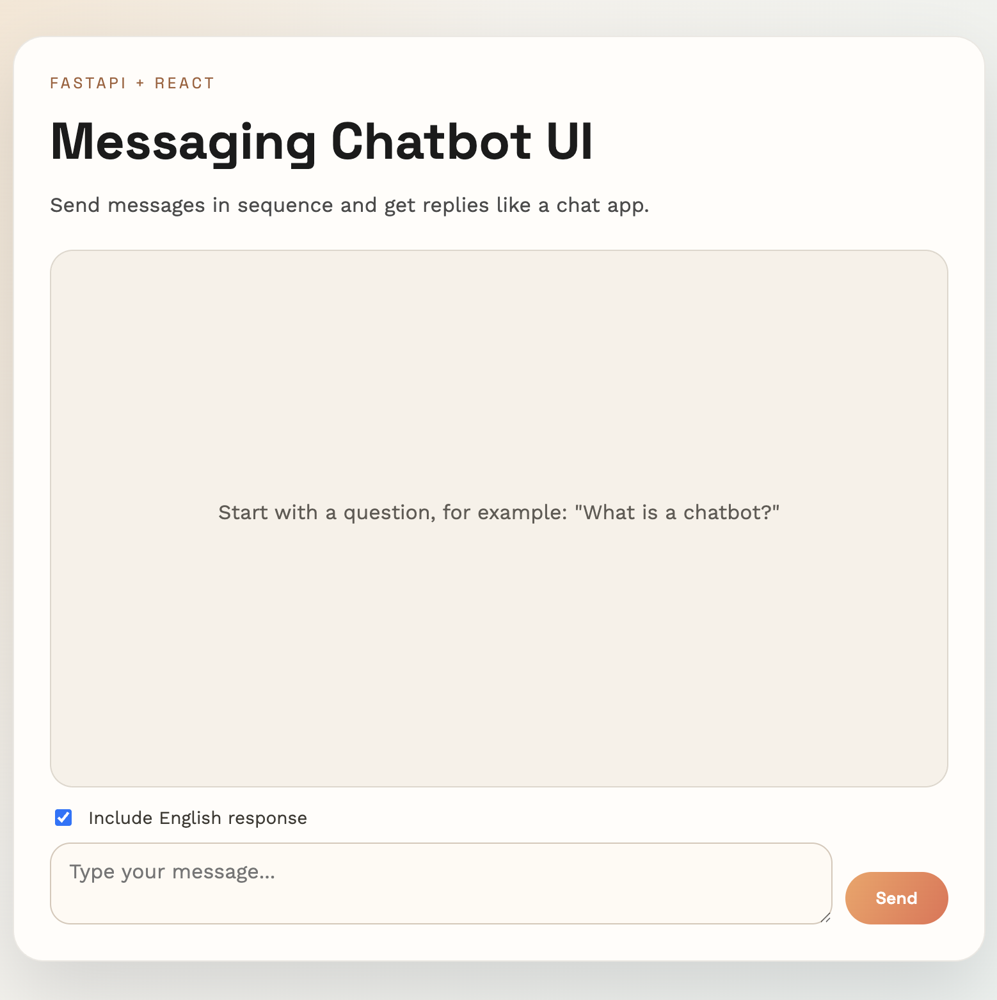 FASTAPI + REACT
Messaging Chatbot UI
Send messages in sequence and get replies like a chat app.
Start with a question, for example: "What is a chatbot?"
Include English response
Type your message...
Send